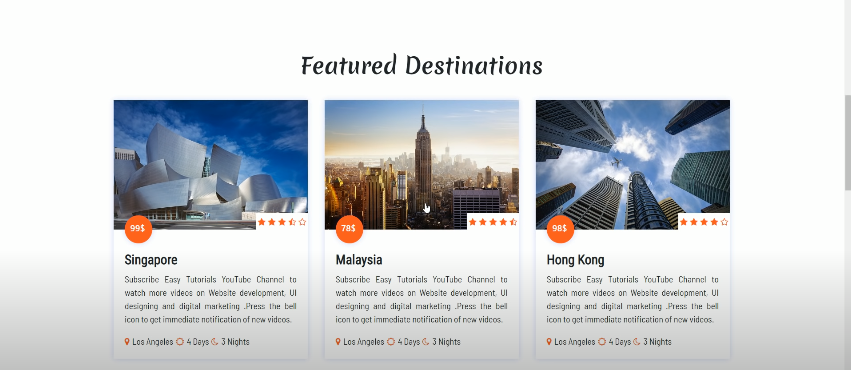 Featured Destinations
99$
78$
98$
Singapore
Malaysia
Hong Kong
Subscribe Easy Tutorials YouTube Channel to
watch more videos on Website development, UI
designing and digital marketing .Press the bell
icon to get immediate notification of new videos.
Subscribe Easy Tutorials YouTube Channel to
watch more videos on Website development, UI
designing and digital marketing .Press the bell
icon to get immediate notification of new videos.
Subscribe Easy Tutorials YouTube Channel to
watch more videos on Website development, UI
designing and digital marketing .Press the bell
icon to get immediate notification of new videos.
Los Angeles 4 Days 3 Nights
Los Angeles 4 Days 3 Nights
Los Angeles 4 Days 3 Nights